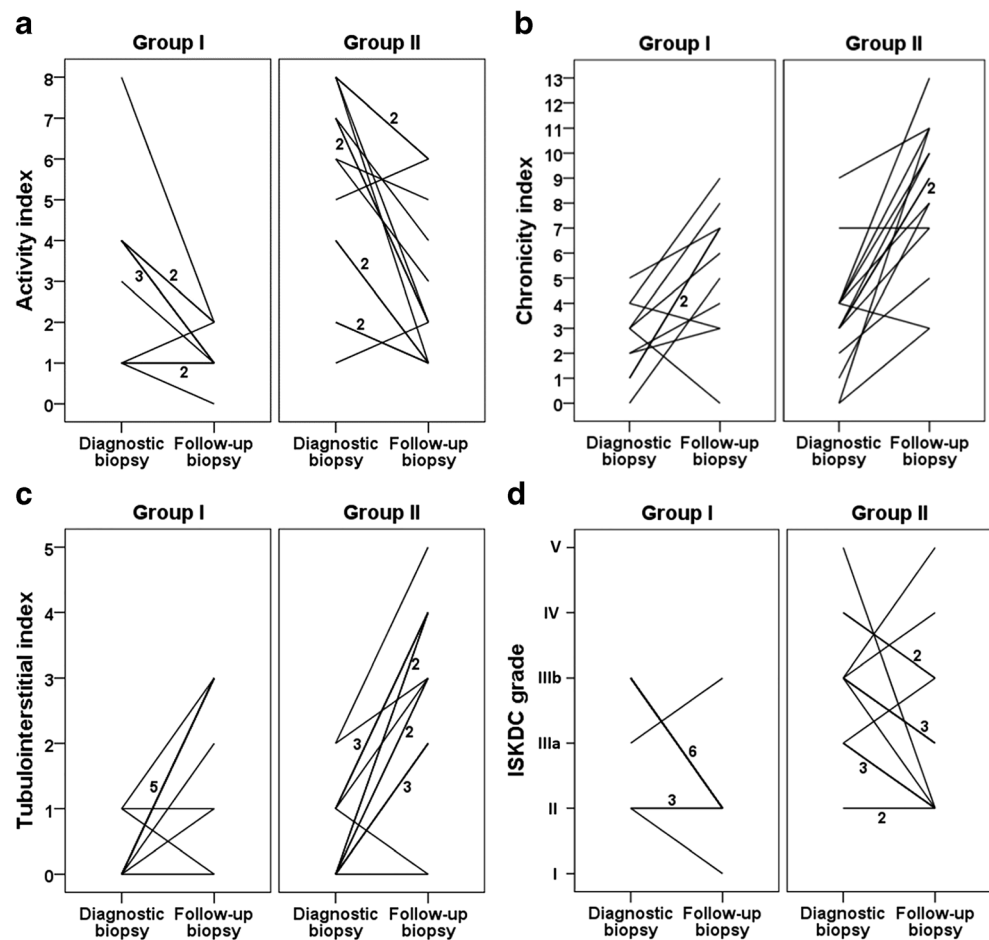 a
Group I
Group II
Activity index
8
7
6
5
4
3
2
1
0
3
2
2
2
2
2
2
Diagnostic biopsy
Follow-up biopsy
Diagnostic biopsy
Follow-up biopsy
b
Group I
Group II
Chronicity index
13
12
11
10
9
8
7
6
5
4
3
2
1
0
2
2
Diagnostic biopsy
Follow-up biopsy
Diagnostic biopsy
Follow-up biopsy
c
Group I
Group II
Tubulointerstitial index
5
4
3
2
1
0
5
2
3
2
3
Diagnostic biopsy
Follow-up biopsy
Diagnostic biopsy
Follow-up biopsy
d
Group I
Group II
ISKDC grade
V
IV
IIIb
IIIa
II
I
6
3
2
3
3
2
Diagnostic biopsy
Follow-up biopsy
Diagnostic biopsy
Follow-up biopsy